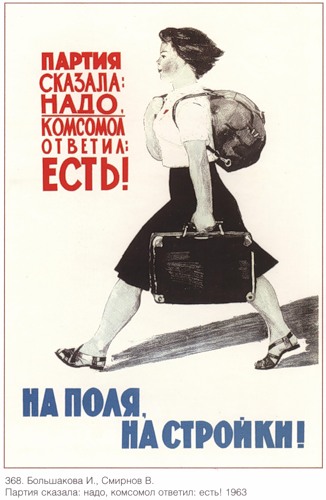 ПАРТИЯ
СКАЗАЛА:
НАДО,
КОМСОМОЛ
ОТВЕТИЛ:
ЕСТЬ!
НА ПОЛЯ,
НА СТРОЙКИ!
368. Большакова И., Смирнов В.
Партия сказала: надо, комсомол ответил: есть! 1963